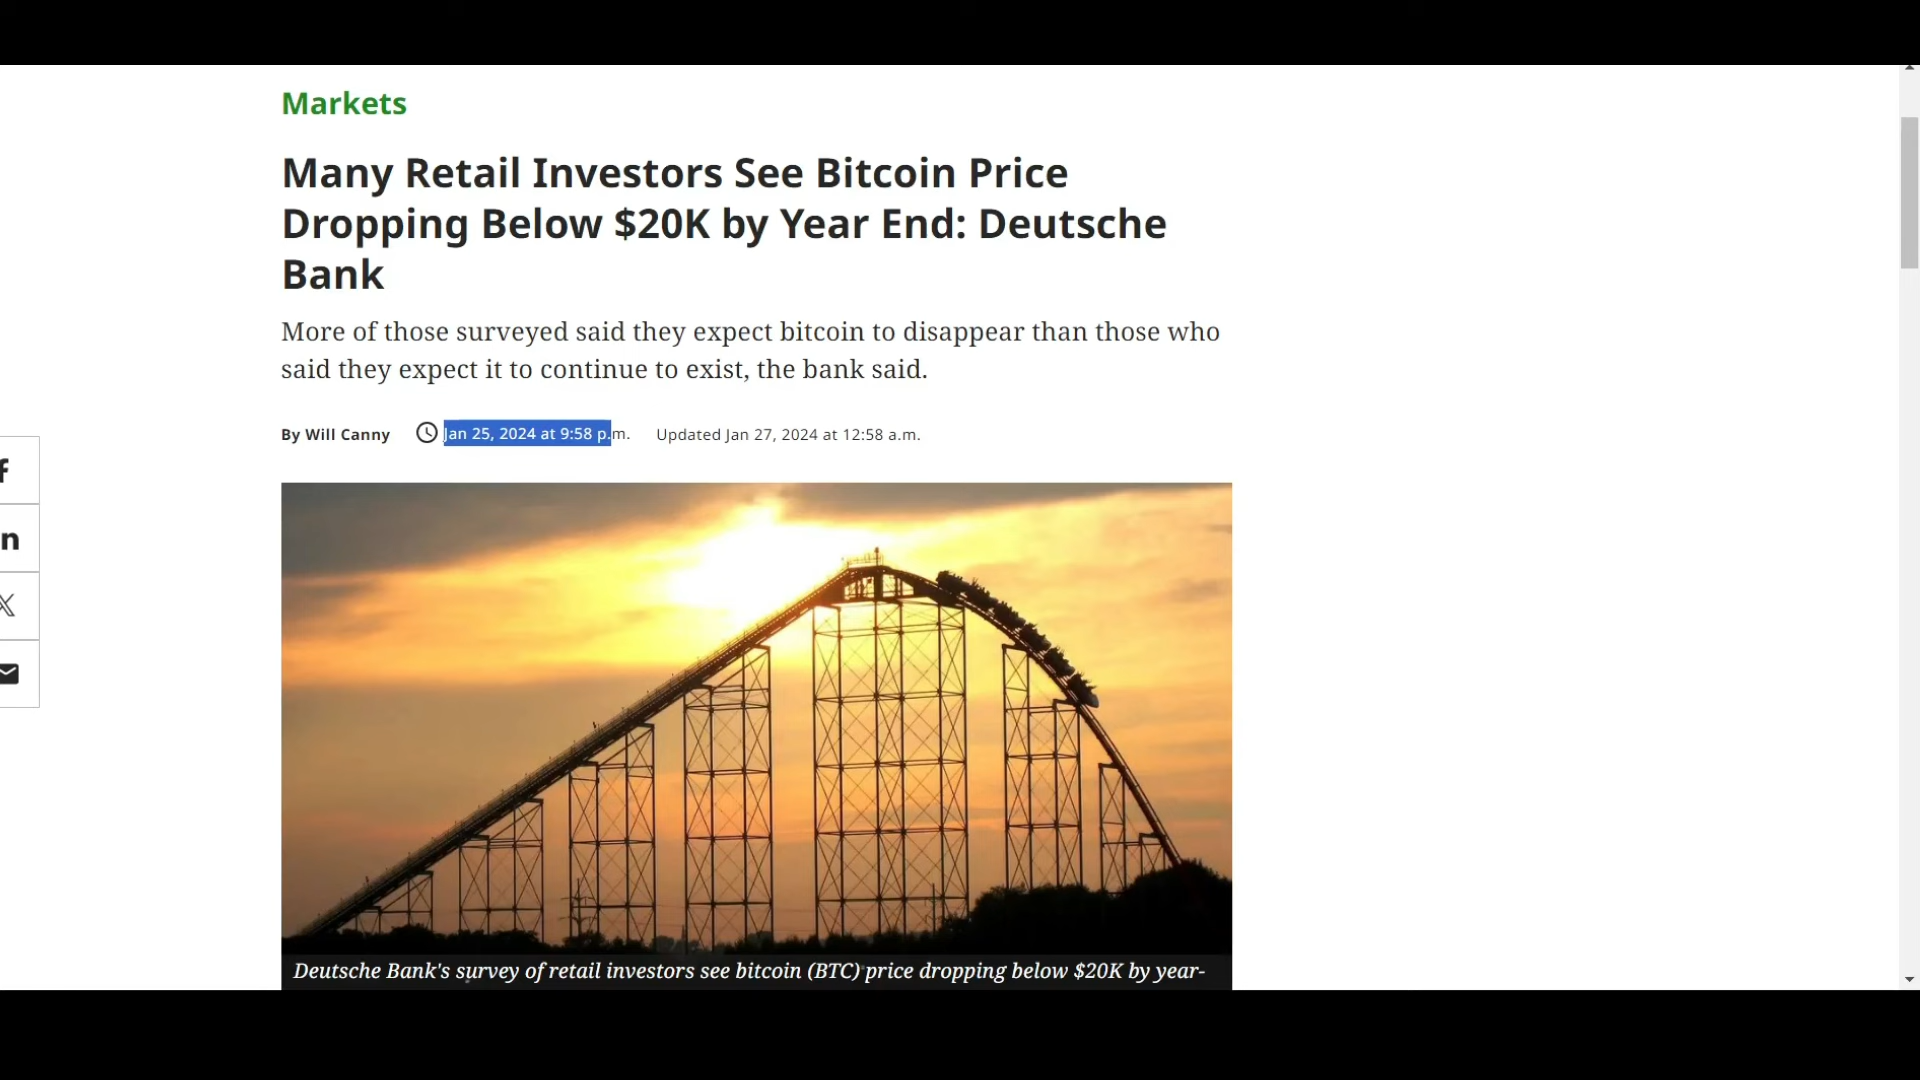 Markets
Many Retail Investors See Bitcoin Price
Dropping Below $20K by Year End: Deutsche
Bank
More of those surveyed said they expect bitcoin to disappear than those who
said they expect it to continue to exist, the bank said.
By Will Canny Jan 25, 2024 at 9:58 p.m. Updated Jan 27, 2024 at 12:58 a.m.
Deutsche Bank's survey of retail investors see bitcoin (BTC) price dropping below $20K by year-